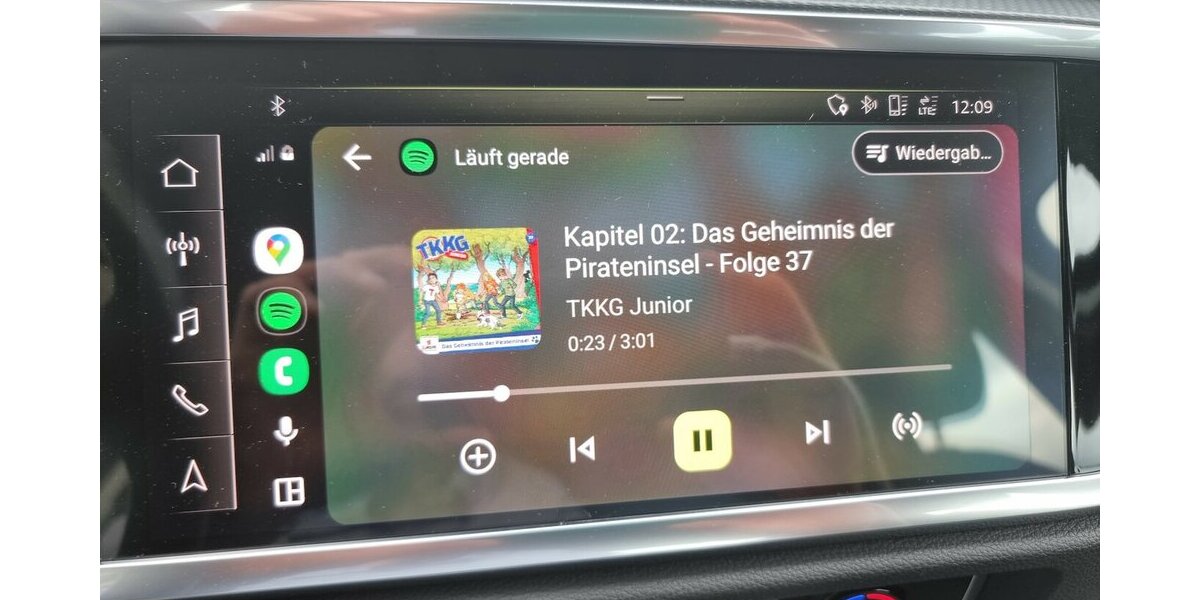 LTE 12:09
Läuft gerade
Wiedergab...
TKKG
Kapitel 02: Das Geheimnis der
Pirateninsel - Folge 37
TKKG Junior
0:23 / 3:01
Das Geheimnis der Pirateninsel